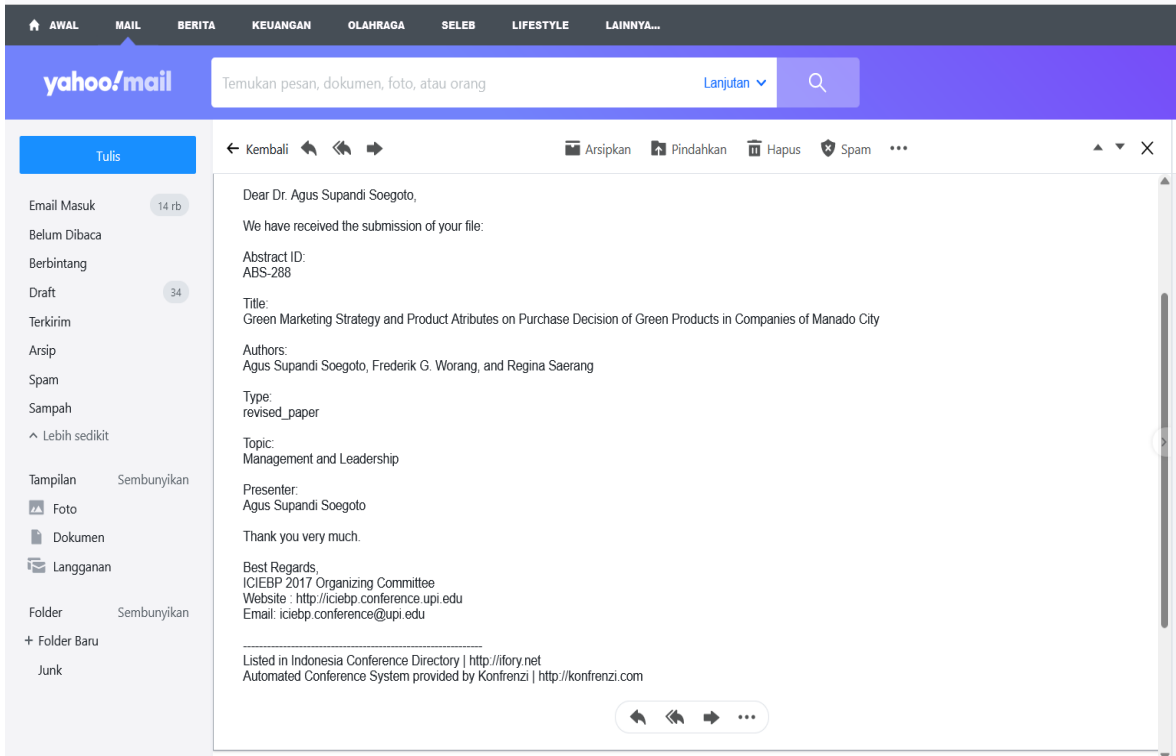 AWAL MAIL BERITA KEUANGAN OLAHRAGA SELEB LIFESTYLE LAINNYA...
yahoo!mail
Temukan pesan, dokumen, foto, atau orang Lanjutan
Tulis
Kembali Arsipkan Pindahkan Hapus Spam
Email Masuk 14 rb
Belum Dibaca
Berbintang
Draft 34
Terkirim
Arsip
Spam
Sampah
Lebih sedikit
Tampilan Sembunyikan
Foto
Dokumen
Langganan
Folder Sembunyikan
+ Folder Baru
Junk
Dear Dr. Agus Supandi Soegoto,
We have received the submission of your file:
Abstract ID:
ABS-288
Title:
Green Marketing Strategy and Product Atributes on Purchase Decision of Green Products in Companies of Manado City
Authors:
Agus Supandi Soegoto, Frederik G. Worang, and Regina Saerang
Type:
revised_paper
Topic:
Management and Leadership
Presenter:
Agus Supandi Soegoto
Thank you very much.
Best Regards,
ICIEBP 2017 Organizing Committee
Website : http://iciebp.conference.upi.edu
Email: iciebp.conference@upi.edu
------------------------------------------------------------
Listed in Indonesia Conference Directory | http://ifory.net
Automated Conference System provided by Konfrenzi | http://konfrenzi.com